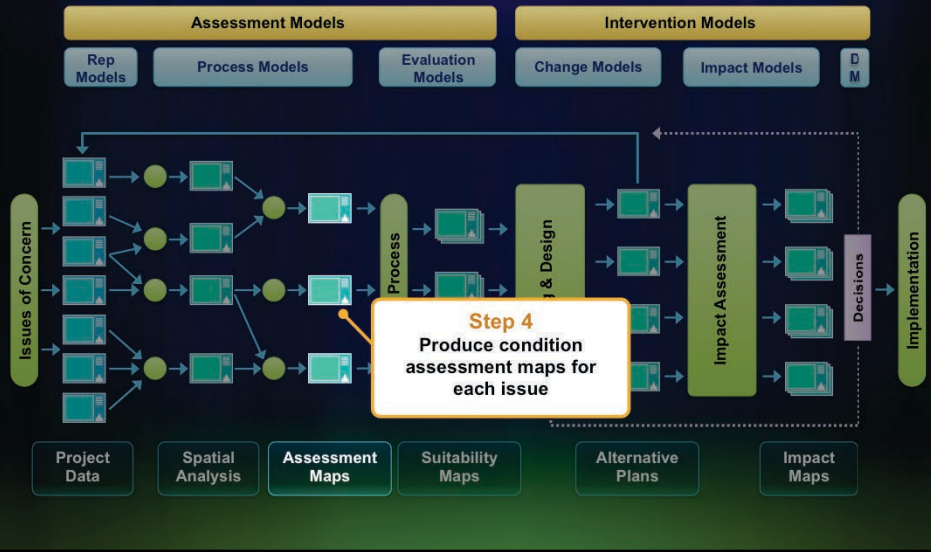 Assessment Models
Intervention Models
Rep
Models
Process Models
Evaluation
Models
Change Models
Impact Models
D
M
Issues of Concern
Process
g & Design
Impact Assessment
Decisions
Implementation
Step 4
Produce condition
assessment maps for
each issue
Project
Data
Spatial
Analysis
Assessment
Maps
Suitability
Maps
Alternative
Plans
Impact
Maps